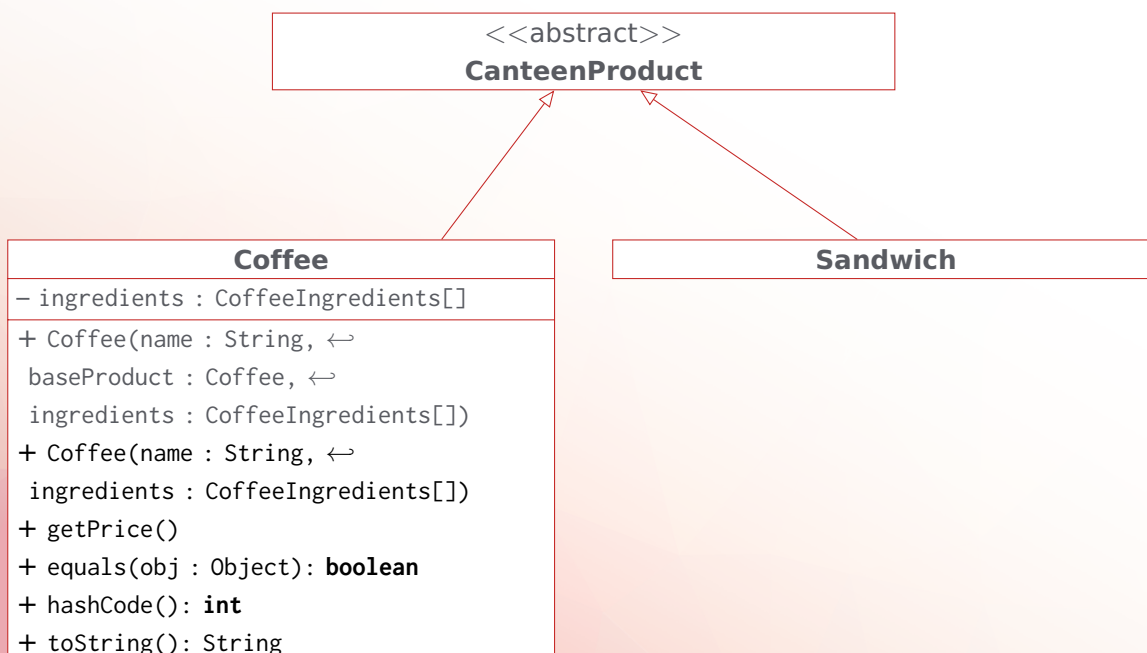 <<abstract>>
CanteenProduct
Coffee
− ingredients : CoffeeIngredients[]
+ Coffee(name : String, ↩
baseProduct : Coffee, ↩
ingredients : CoffeeIngredients[])
+ Coffee(name : String, ↩
ingredients : CoffeeIngredients[])
+ getPrice()
+ equals(obj : Object): boolean
+ hashCode(): int
+ toString(): String
Sandwich